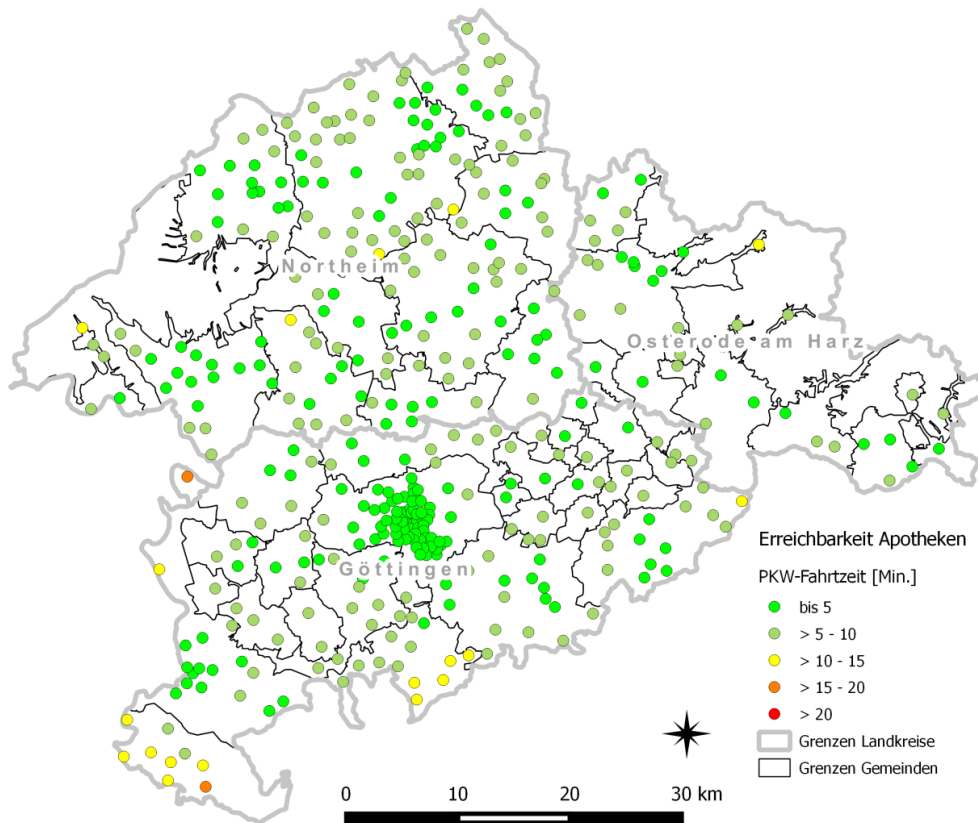 Northeim
Osterode am Harz
Göttingen
Erreichbarkeit Apotheken
PKW-Fahrtzeit [Min.]
bis 5
> 5 - 10
> 10 - 15
> 15 - 20
> 20
Grenzen Landkreise
Grenzen Gemeinden
0 10 20 30 km